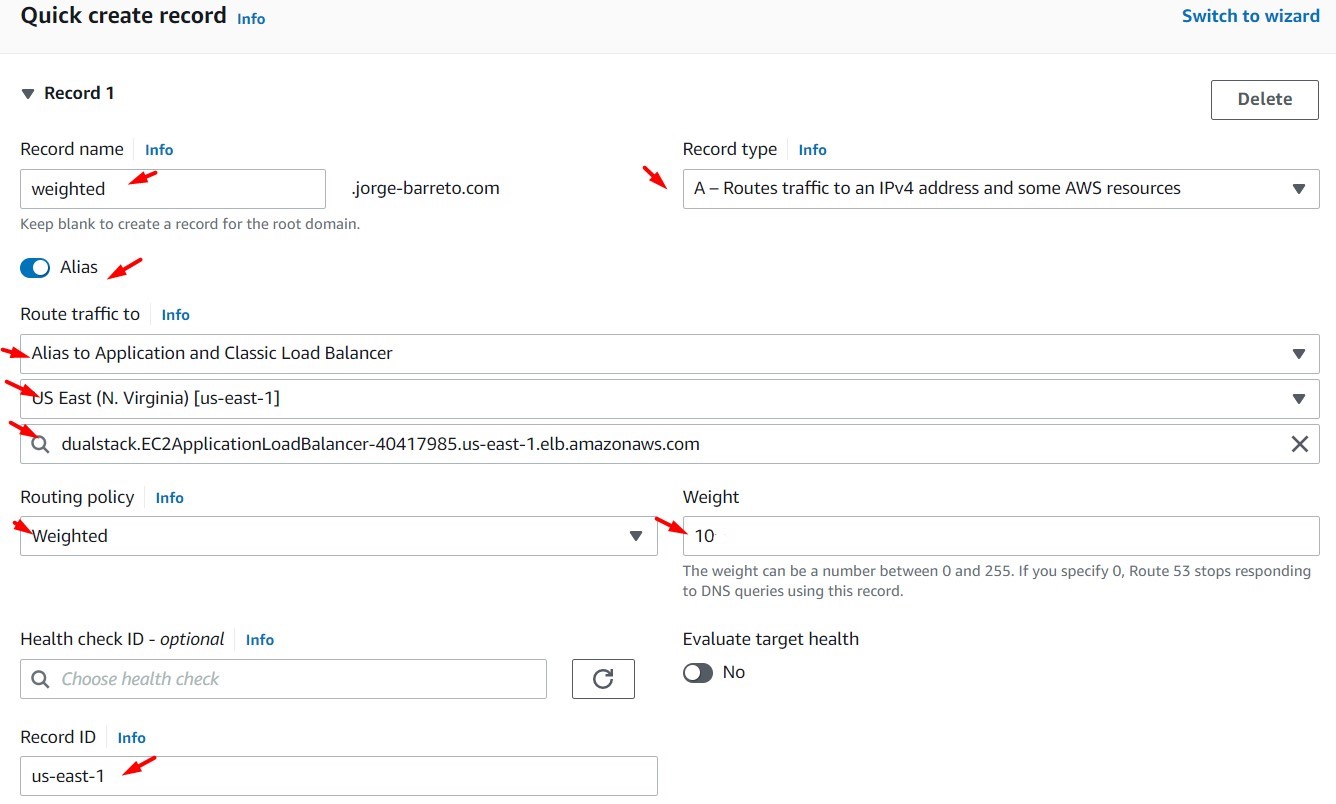 Quick create record Info Switch to wizard
Record 1
Delete
Record name Info
Record type Info
weighted .jorge-barreto.com
A – Routes traffic to an IPv4 address and some AWS resources
Keep blank to create a record for the root domain.
Alias
Route traffic to Info
Alias to Application and Classic Load Balancer
US East (N. Virginia) [us-east-1]
dualstack.EC2ApplicationLoadBalancer-40417985.us-east-1.elb.amazonaws.com
Routing policy Info
Weight
Weighted
10
The weight can be a number between 0 and 255. If you specify 0, Route 53 stops responding
to DNS queries using this record.
Health check ID - optional Info
Evaluate target health
Choose health check
No
Record ID Info
us-east-1